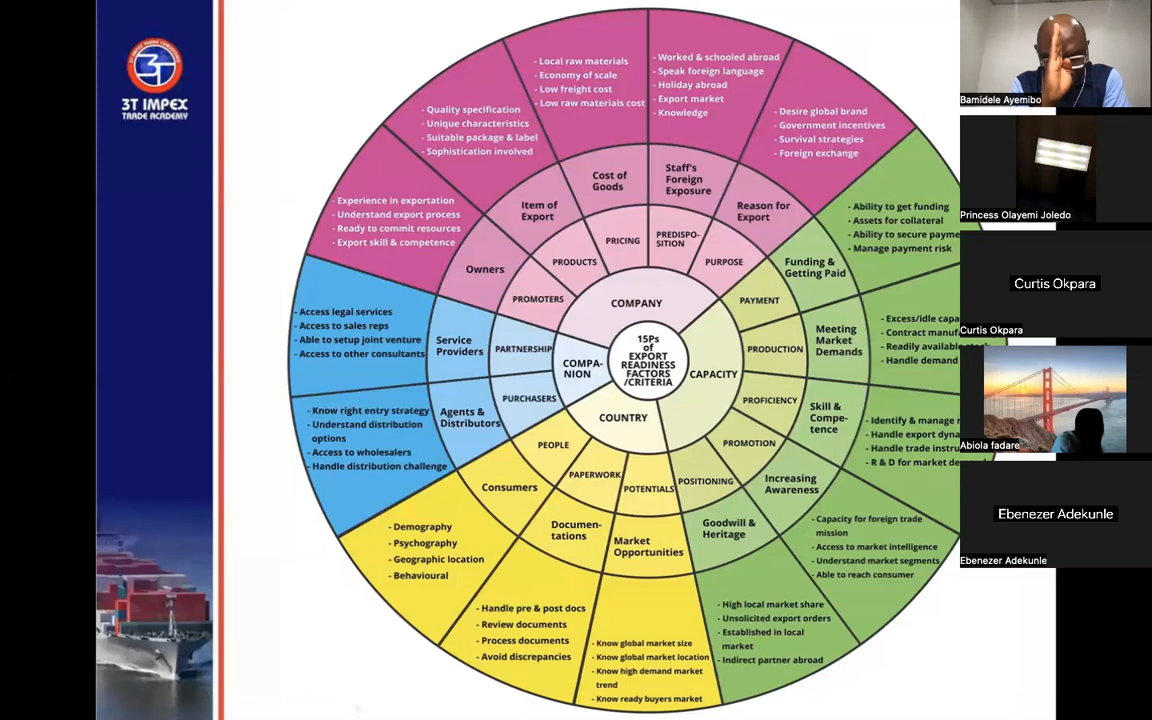 3T IMPEX TRADE CONSULTING
3T
3T IMPEX
TRADE ACADEMY
- Local raw materials
- Economy of scale
- Low freight cost
- Low raw materials cost
- Worked & schooled abroad
- Speak foreign language
- Holiday abroad
- Export market
- Knowledge
- Quality specification
- Unique characteristics
- Suitable package & label
- Sophistication involved
- Desire global brand
- Government incentives
- Survival strategies
- Foreign exchange
- Experience in exportation
- Understand export process
- Ready to commit resources
- Export skill & competence
- Ability to get funding
- Assets for collateral
- Ability to secure payme
- Manage payment risk
Cost of
Goods
Staff's
Foreign
Exposure
Item of
Export
Reason for
Export
Owners
Funding &
Getting Paid
PRICING
PREDISPO-
SITION
PRODUCTS
PURPOSE
PROMOTERS
PAYMENT
COMPANY
- Access legal services
- Access to sales reps
- Able to setup joint venture
- Access to other consultants
Service
Providers
PARTNERSHIP
COMPA-
NION
15Ps
of
EXPORT
READINESS
FACTORS
/CRITERIA
CAPACITY
PRODUCTION
Meeting
Market
Demands
- Excess/idle capa
- Contract manuf
- Readily available
- Handle demand
- Know right entry strategy
- Understand distribution
options
- Access to wholesalers
- Handle distribution challenge
Agents &
Distributors
PURCHASERS
COUNTRY
PROFICIENCY
Skill &
Compe-
tence
- Identify & manage
- Handle export dyna
- Handle trade instru
- R & D for market de
PEOPLE
PAPERWORK
POTENTIALS
POSITIONING
PROMOTION
Consumers
Documen-
tations
Market
Opportunities
Goodwill &
Heritage
Increasing
Awareness
- Demography
- Psychography
- Geographic location
- Behavioural
- Handle pre & post docs
- Review documents
- Process documents
- Avoid discrepancies
- Know global market size
- Know global market location
- Know high demand market
trend
- Know ready buyers market
- High local market share
- Unsolicited export orders
- Established in local
market
- Indirect partner abroad
- Capacity for foreign trade
mission
- Access to market intelligence
- Understand market segments
- Able to reach consumer
Bamidele Ayemibo
Princess Olayemi Joledo
Curtis Okpara
Curtis Okpara
Abiola fadare
Ebenezer Adekunle
Ebenezer Adekunle